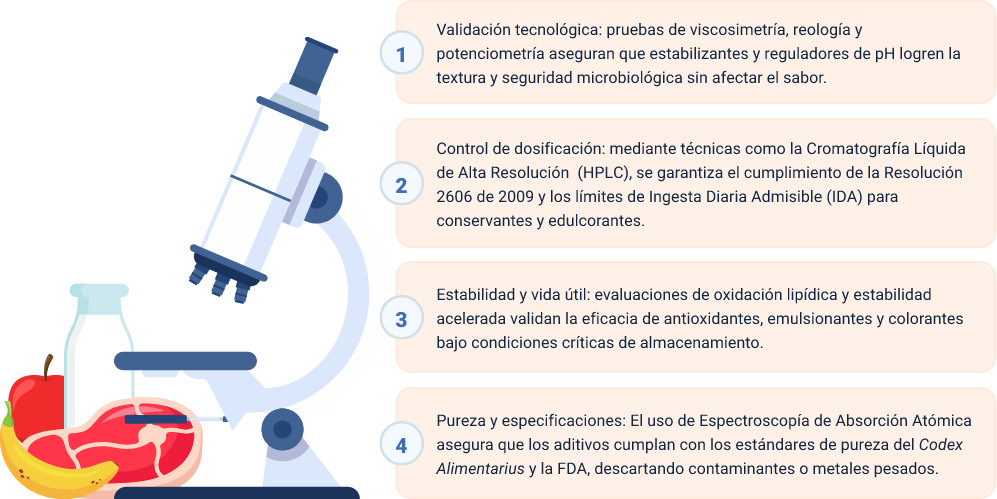 1
Validación tecnológica: pruebas de viscosimetría, reología y
potenciometría aseguran que estabilizantes y reguladores de pH logren la
textura y seguridad microbiológica sin afectar el sabor.
2
Control de dosificación: mediante técnicas como la Cromatografía Líquida
de Alta Resolución (HPLC), se garantiza el cumplimiento de la Resolución
2606 de 2009 y los límites de Ingesta Diaria Admisible (IDA) para
conservantes y edulcorantes.
3
Estabilidad y vida útil: evaluaciones de oxidación lipídica y estabilidad
acelerada validan la eficacia de antioxidantes, emulsionantes y colorantes
bajo condiciones críticas de almacenamiento.
4
Pureza y especificaciones: El uso de Espectroscopía de Absorción Atómica
asegura que los aditivos cumplan con los estándares de pureza del Codex
Alimentarius y la FDA, descartando contaminantes o metales pesados.